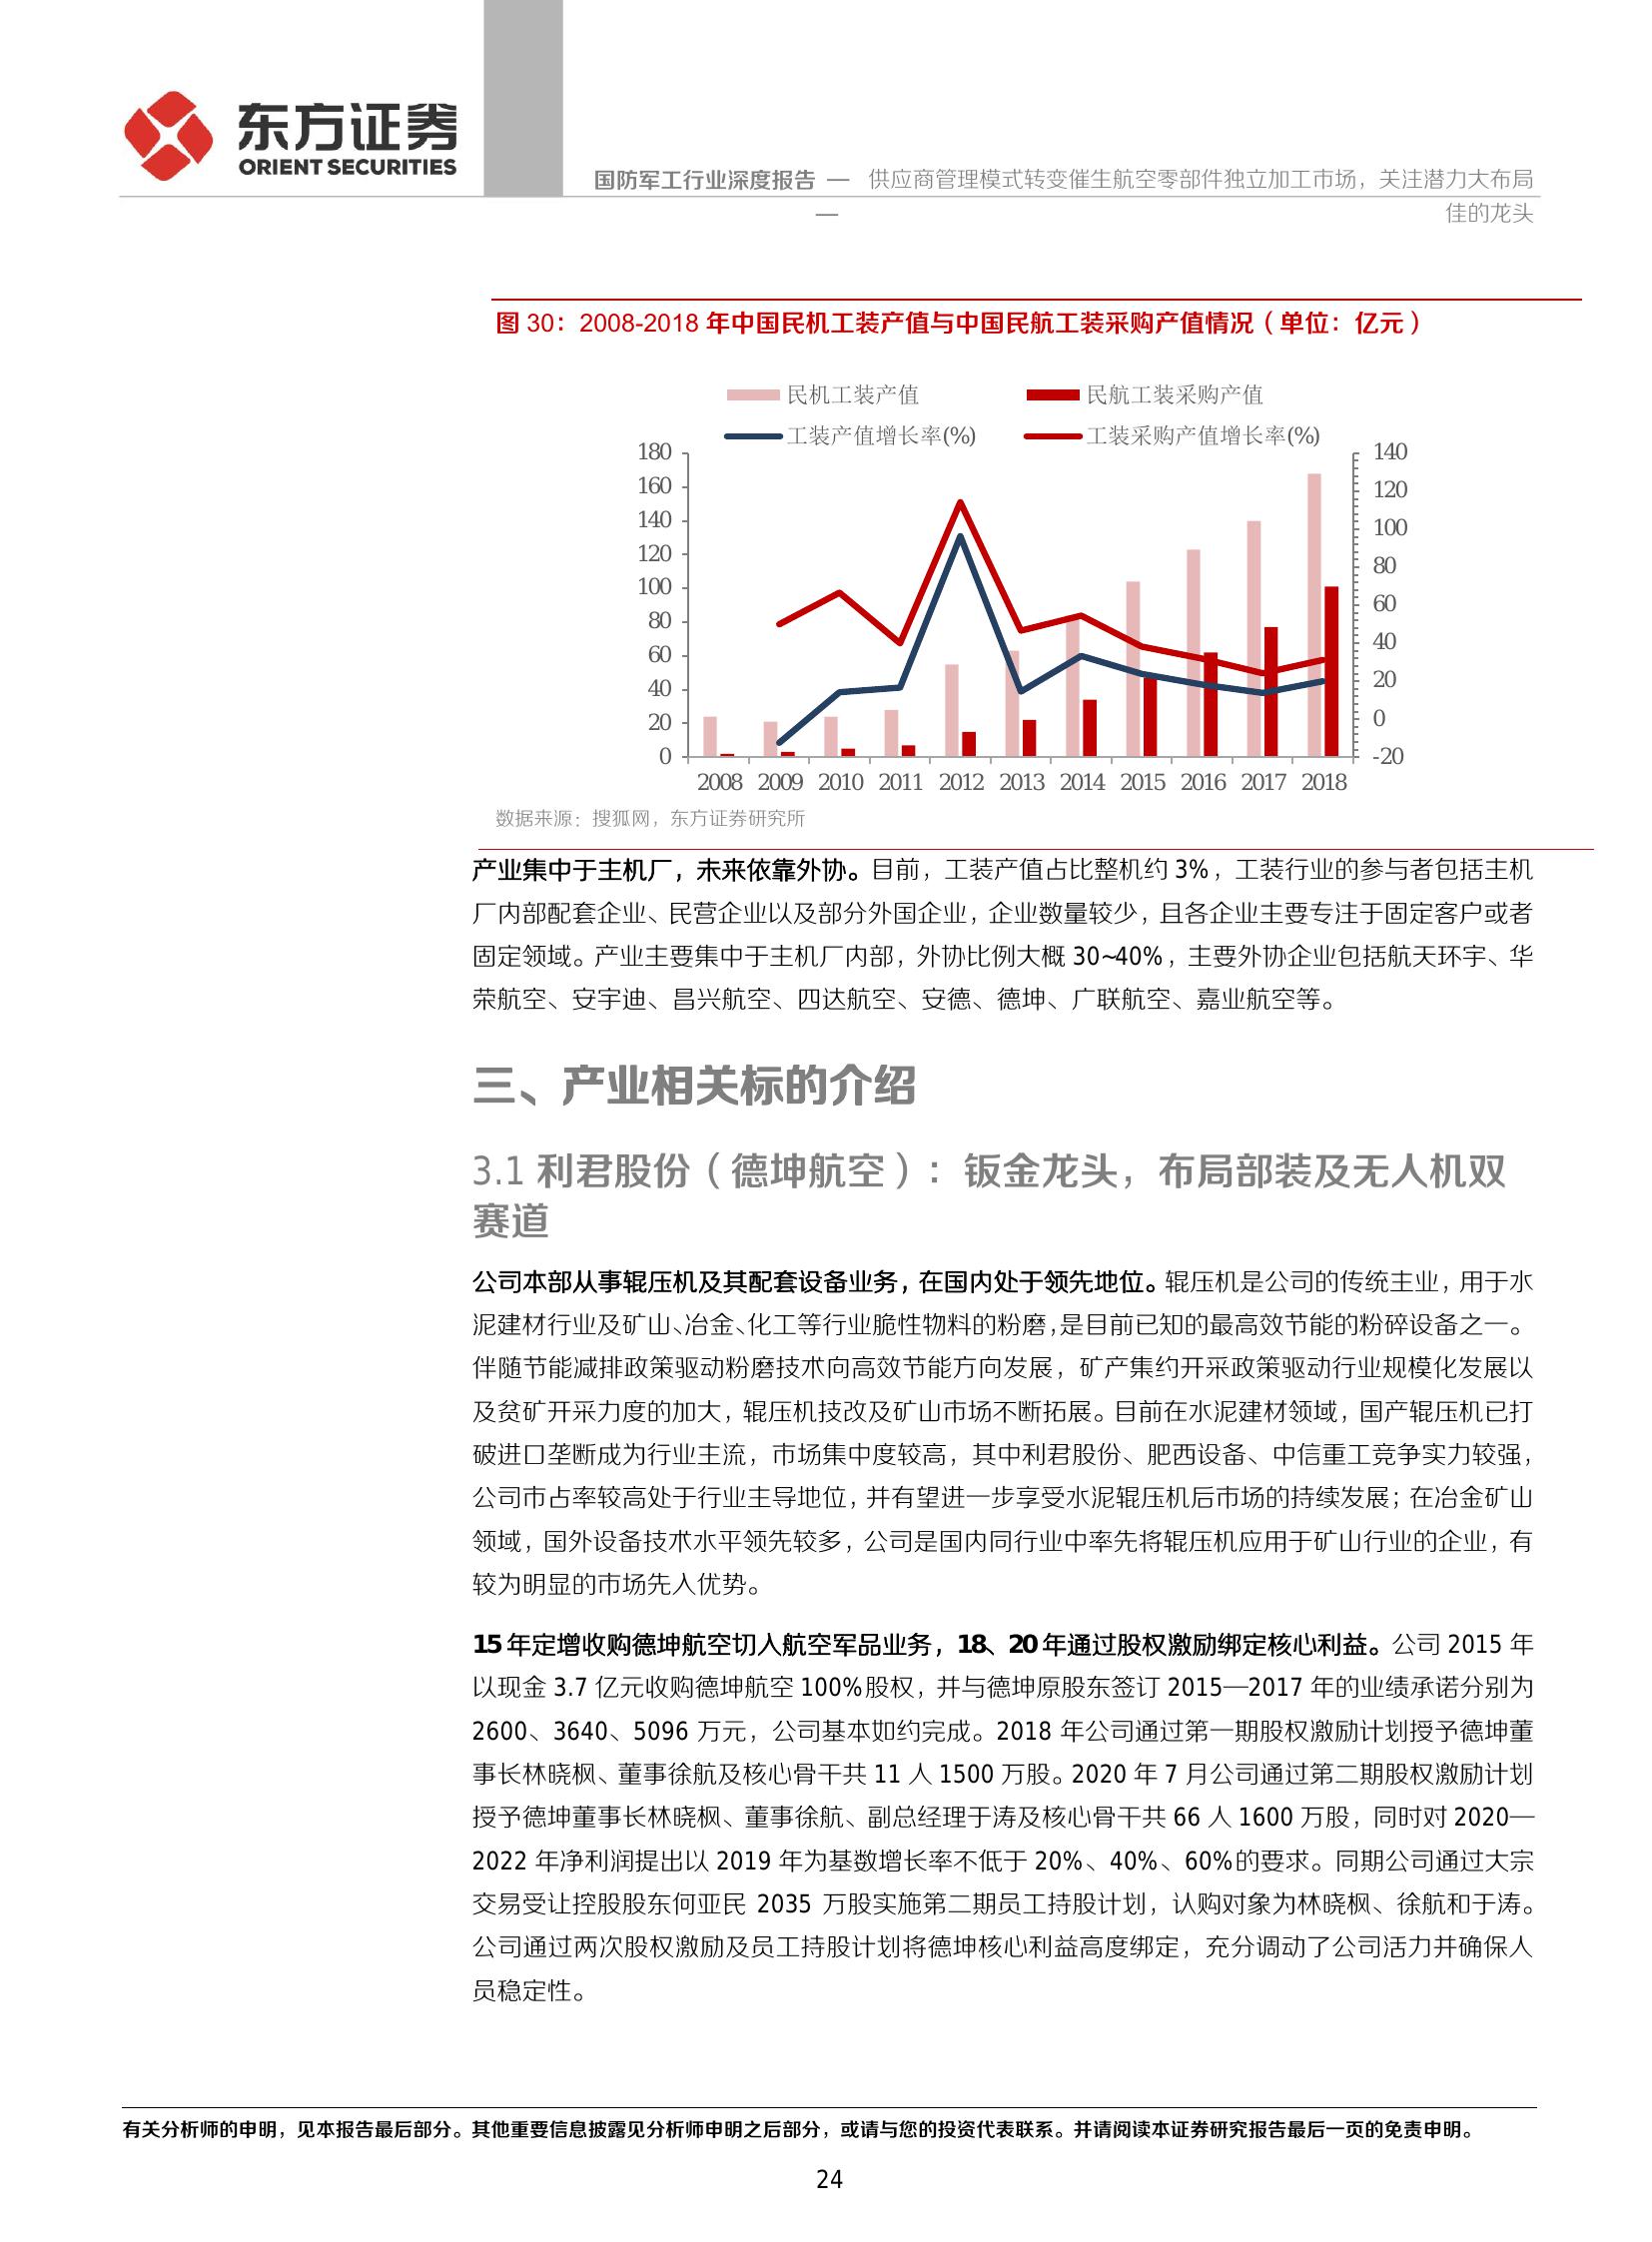 东方证券
ORIENT SECURITIES
国防军工行业深度报告 — 供应商管理模式转变催生航空零部件独立加工市场，关注潜力大布局
— 佳的龙头
图 30：2008-2018 年中国民机工装产值与中国民航工装采购产值情况（单位：亿元）
民机工装产值 民航工装采购产值
工装产值增长率(%) 工装采购产值增长率(%)
180 140
160 120
140 100
120 80
100 60
80 40
60 20
40 0
20 -20
0
2008 2009 2010 2011 2012 2013 2014 2015 2016 2017 2018
数据来源：搜狐网，东方证券研究所
产业集中于主机厂，未来依靠外协。目前，工装产值占比整机约 3%，工装行业的参与者包括主机
厂内部配套企业、民营企业以及部分外国企业，企业数量较少，且各企业主要专注于固定客户或者
固定领域。产业主要集中于主机厂内部，外协比例大概 30~40%，主要外协企业包括航天环宇、华
荣航空、安宇迪、昌兴航空、四达航空、安德、德坤、广联航空、嘉业航空等。
三、产业相关标的介绍
3.1 利君股份（德坤航空）：钣金龙头，布局部装及无人机双
赛道
公司本部从事辊压机及其配套设备业务，在国内处于领先地位。辊压机是公司的传统主业，用于水
泥建材行业及矿山、冶金、化工等行业脆性物料的粉磨，是目前已知的最高效节能的粉碎设备之一。
伴随节能减排政策驱动粉磨技术向高效节能方向发展，矿产集约开采政策驱动行业规模化发展以
及贫矿开采力度的加大，辊压机技改及矿山市场不断拓展。目前在水泥建材领域，国产辊压机已打
破进口垄断成为行业主流，市场集中度较高，其中利君股份、肥西设备、中信重工竞争实力较强，
公司市占率较高处于行业主导地位，并有望进一步享受水泥辊压机后市场的持续发展；在冶金矿山
领域，国外设备技术水平领先较多，公司是国内同行业中率先将辊压机应用于矿山行业的企业，有
较为明显的市场先入优势。
15 年定增收购德坤航空切入航空军品业务，18、20 年通过股权激励绑定核心利益。公司 2015 年
以现金 3.7 亿元收购德坤航空 100%股权，并与德坤原股东签订 2015—2017 年的业绩承诺分别为
2600、3640、5096 万元，公司基本如约完成。2018 年公司通过第一期股权激励计划授予德坤董
事长林晓枫、董事徐航及核心骨干共 11 人 1500 万股。2020 年 7 月公司通过第二期股权激励计划
授予德坤董事长林晓枫、董事徐航、副总经理于涛及核心骨干共 66 人 1600 万股，同时对 2020—
2022 年净利润提出以 2019 年为基数增长率不低于 20%、40%、60%的要求。同期公司通过大宗
交易受让控股股东何亚民 2035 万股实施第二期员工持股计划，认购对象为林晓枫、徐航和于涛。
公司通过两次股权激励及员工持股计划将德坤核心利益高度绑定，充分调动了公司活力并确保人
员稳定性。
有关分析师的申明，见本报告最后部分。其他重要信息披露见分析师申明之后部分，或请与您的投资代表联系。并请阅读本证券研究报告最后一页的免责申明。
24